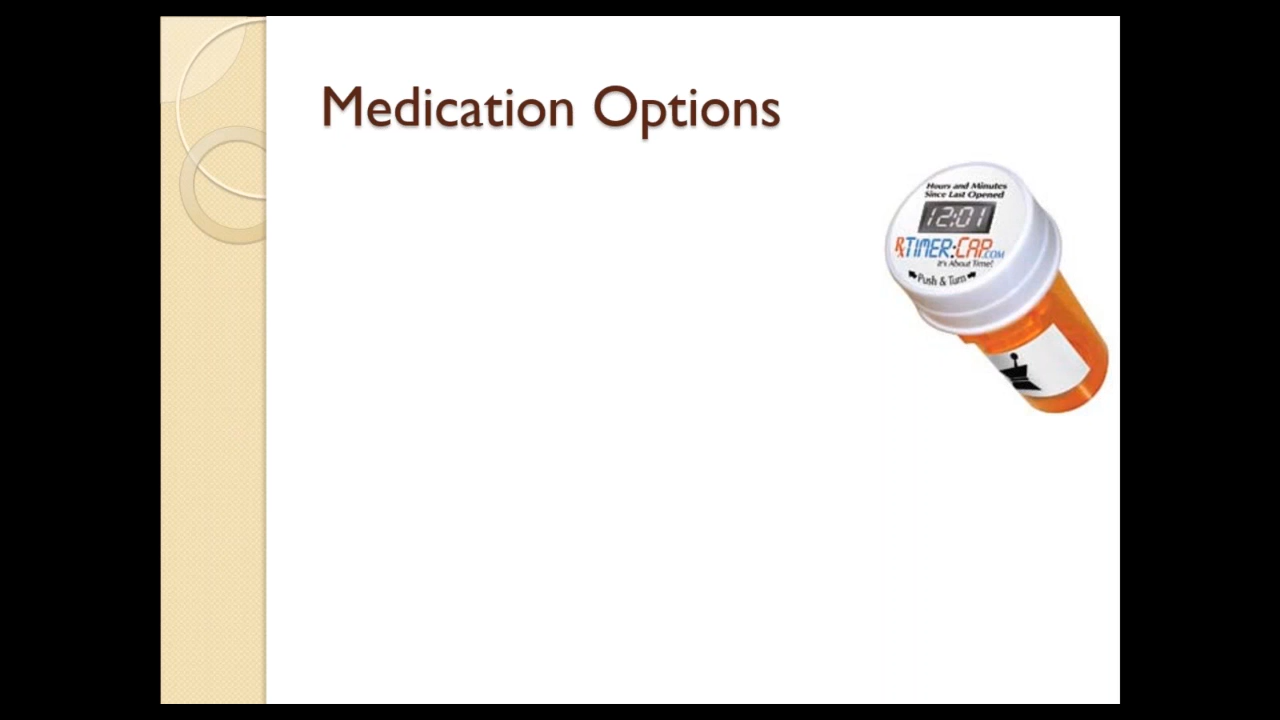 Medication Options
Hours and Minutes
Since Last Opened
12:01
RxTIMER:CAP.COM
It's About Time!
Push & Turn